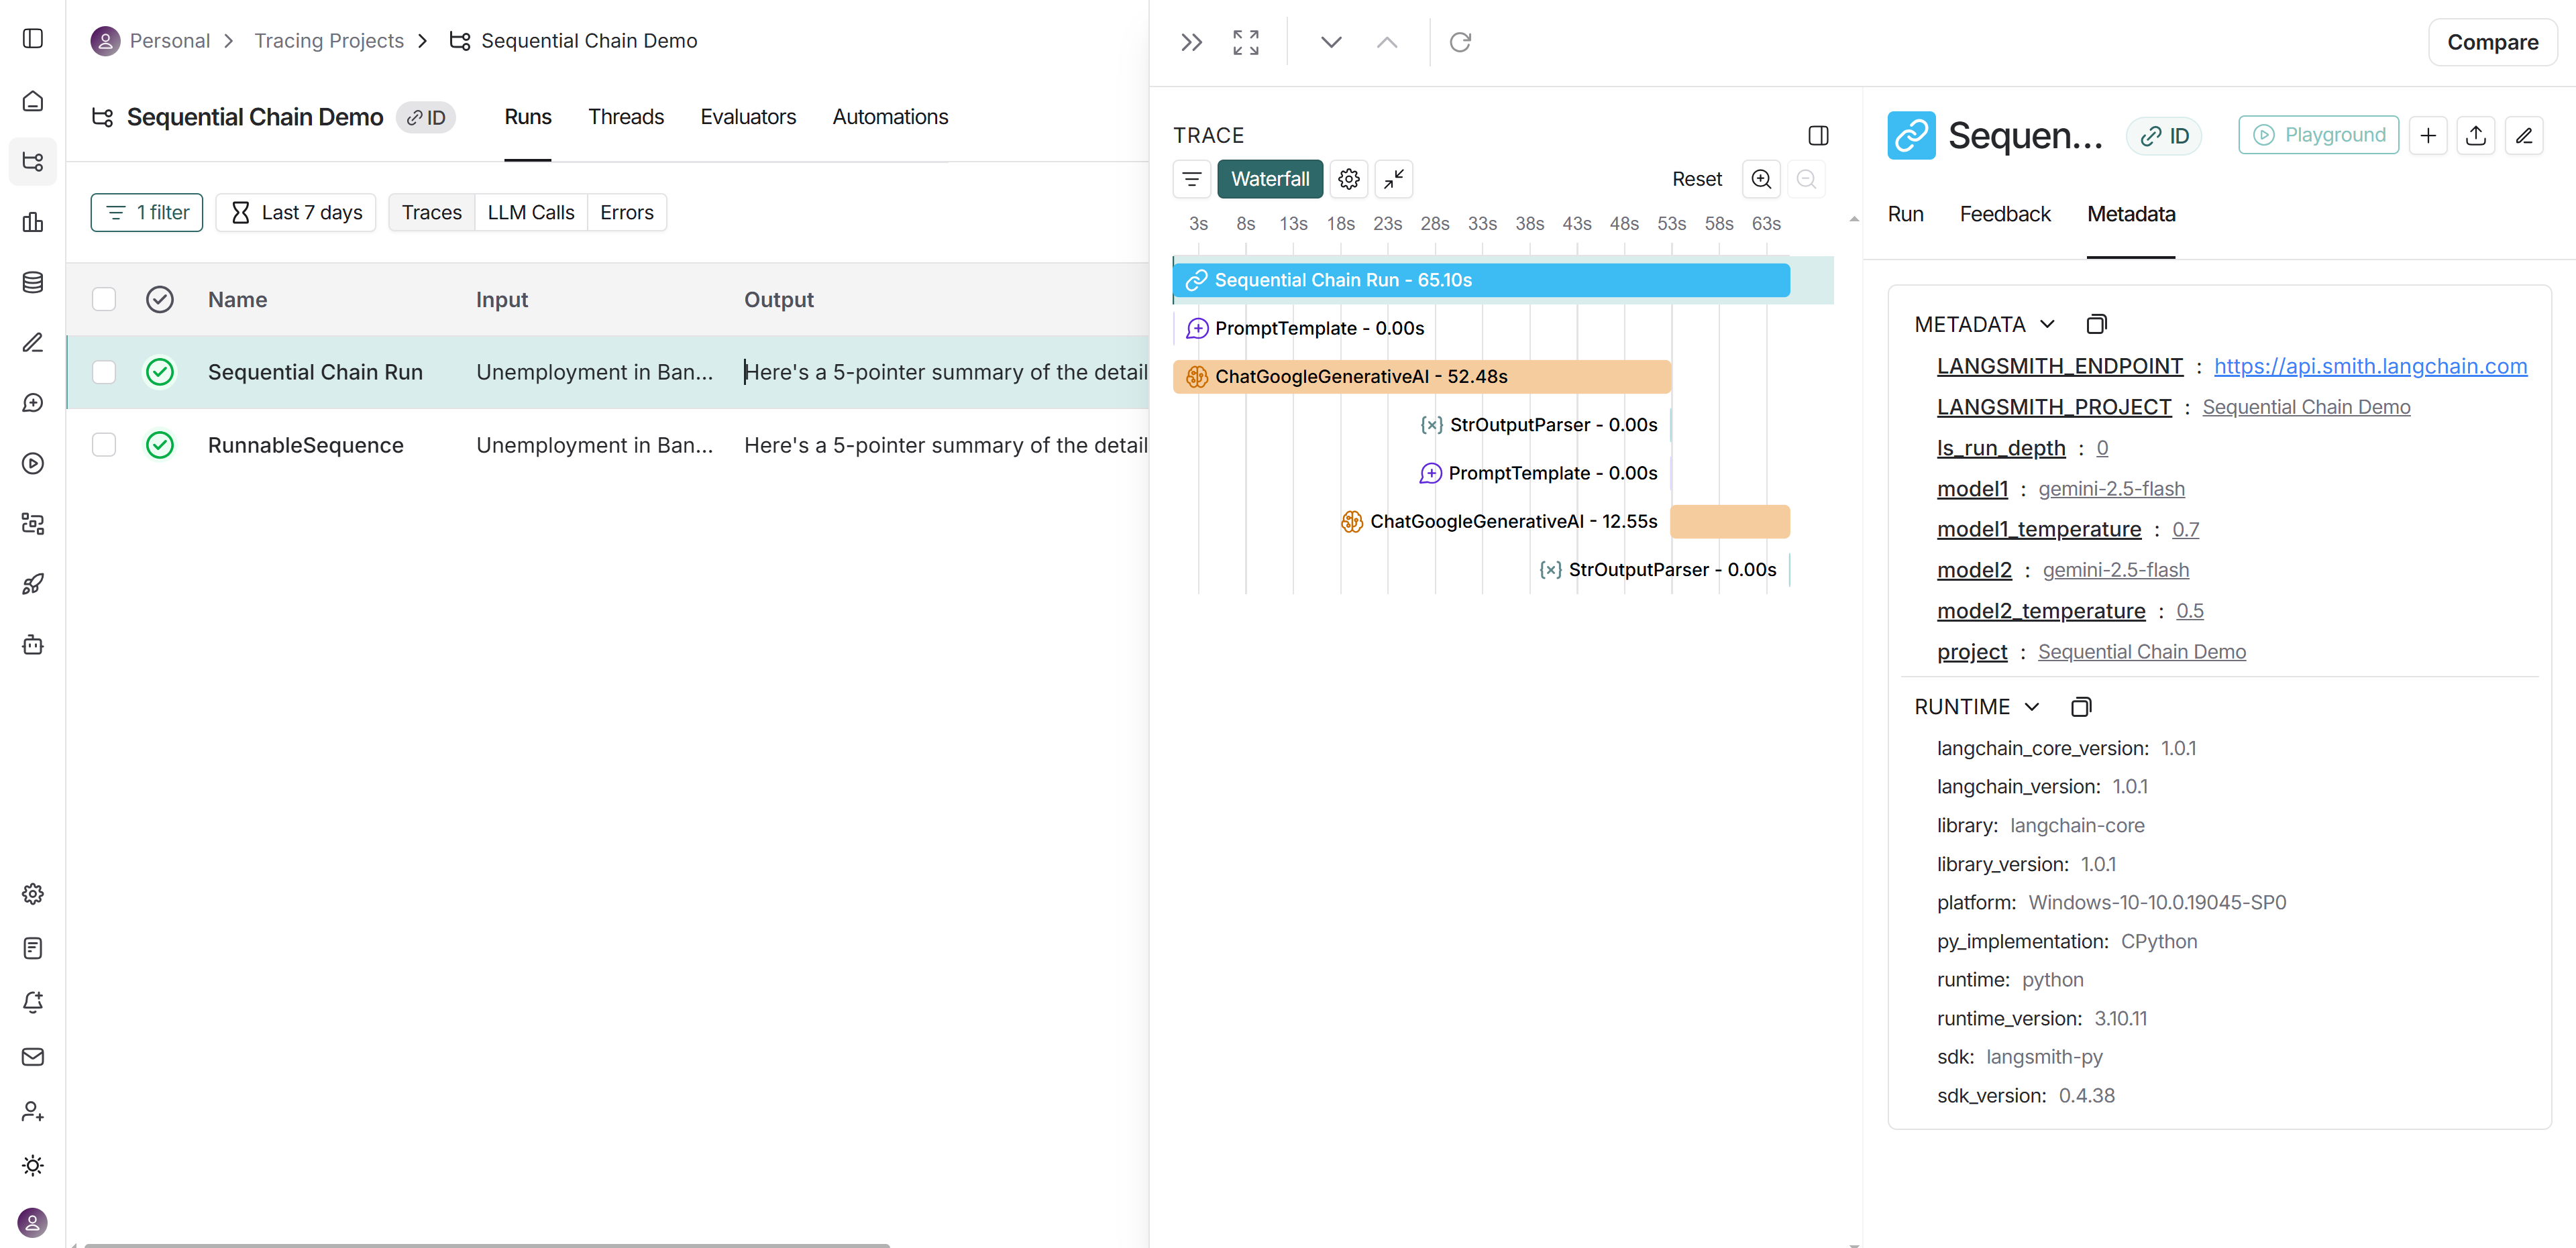 Personal > Tracing Projects > Sequential Chain Demo
Compare
Sequential Chain Demo ID Runs Threads Evaluators Automations
1 filter Last 7 days Traces LLM Calls Errors
Name Input Output
Sequential Chain Run Unemployment in Ban... Here's a 5-pointer summary of the detail
RunnableSequence Unemployment in Ban... Here's a 5-pointer summary of the detail
TRACE
Waterfall Reset
3s 8s 13s 18s 23s 28s 33s 38s 43s 48s 53s 58s 63s
Sequential Chain Run - 65.10s
PromptTemplate - 0.00s
ChatGoogleGenerativeAI - 52.48s
StrOutputParser - 0.00s
PromptTemplate - 0.00s
ChatGoogleGenerativeAI - 12.55s
StrOutputParser - 0.00s
Sequen... ID Playground
Run Feedback Metadata
METADATA
LANGSMITH_ENDPOINT : https://api.smith.langchain.com
LANGSMITH_PROJECT : Sequential Chain Demo
ls_run_depth : 0
model1 : gemini-2.5-flash
model1_temperature : 0.7
model2 : gemini-2.5-flash
model2_temperature : 0.5
project : Sequential Chain Demo
RUNTIME
langchain_core_version: 1.0.1
langchain_version: 1.0.1
library: langchain-core
library_version: 1.0.1
platform: Windows-10-10.0.19045-SP0
py_implementation: CPython
runtime: python
runtime_version: 3.10.11
sdk: langsmith-py
sdk_version: 0.4.38